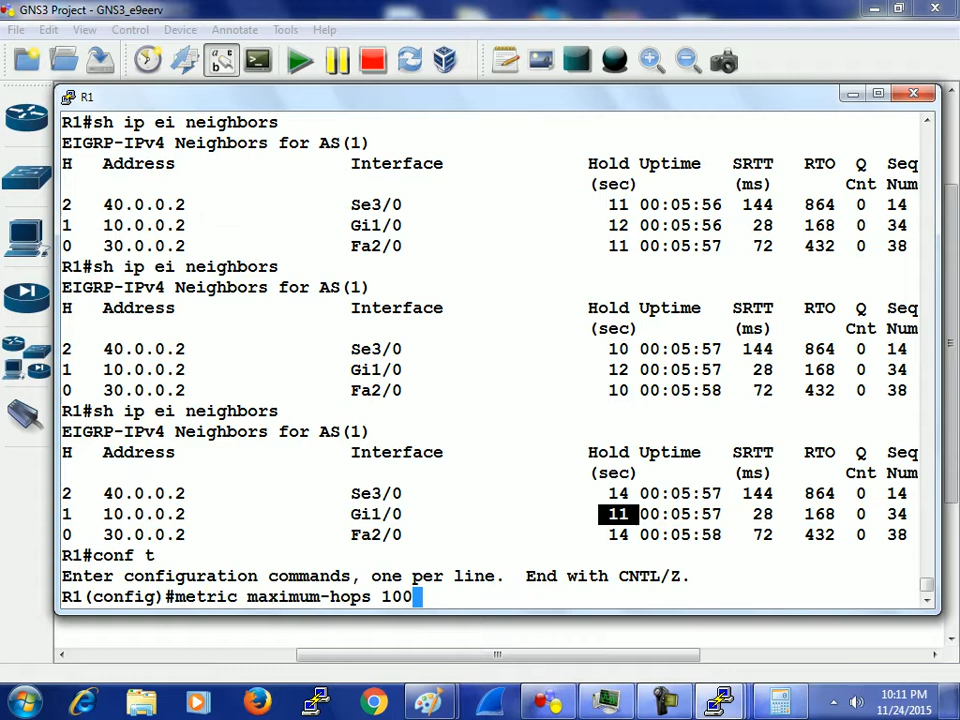 GNS3 Project - GNS3_e9eerv
File Edit View Control Device Annotate Tools Help
R1
R1#sh ip ei neighbors
EIGRP-IPv4 Neighbors for AS(1)
H Address Interface Hold Uptime SRTT RTO Q Seq
(sec) (ms) Cnt Num
2 40.0.0.2 Se3/0 11 00:05:56 144 864 0 14
1 10.0.0.2 Gi1/0 12 00:05:56 28 168 0 34
0 30.0.0.2 Fa2/0 11 00:05:57 72 432 0 38
R1#sh ip ei neighbors
EIGRP-IPv4 Neighbors for AS(1)
H Address Interface Hold Uptime SRTT RTO Q Seq
(sec) (ms) Cnt Num
2 40.0.0.2 Se3/0 10 00:05:57 144 864 0 14
1 10.0.0.2 Gi1/0 12 00:05:57 28 168 0 34
0 30.0.0.2 Fa2/0 10 00:05:58 72 432 0 38
R1#sh ip ei neighbors
EIGRP-IPv4 Neighbors for AS(1)
H Address Interface Hold Uptime SRTT RTO Q Seq
(sec) (ms) Cnt Num
2 40.0.0.2 Se3/0 14 00:05:57 144 864 0 14
1 10.0.0.2 Gi1/0 11 00:05:57 28 168 0 34
0 30.0.0.2 Fa2/0 14 00:05:58 72 432 0 38
R1#conf t
Enter configuration commands, one per line. End with CNTL/Z.
R1(config)#metric maximum-hops 100
10:11 PM
11/24/2015